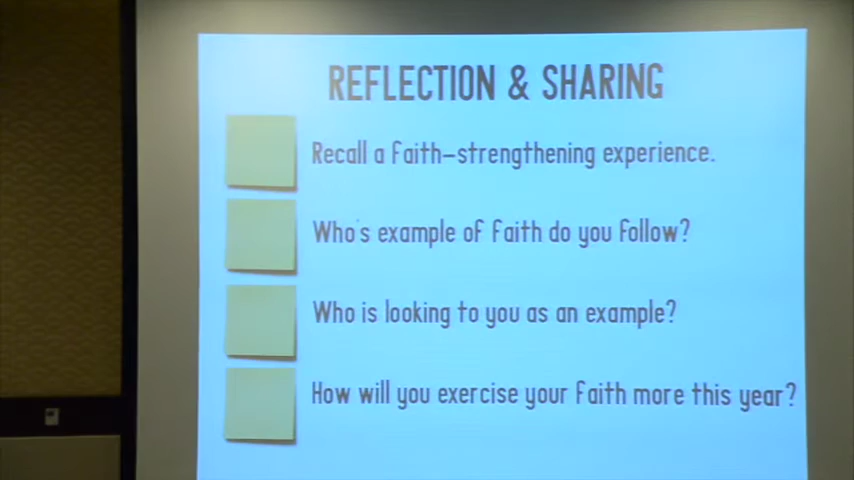 REFLECTION & SHARING
Recall a Faith-strengthening experience.
Who's example of Faith do you follow?
Who is looking to you as an example?
How will you exercise your Faith more this year?